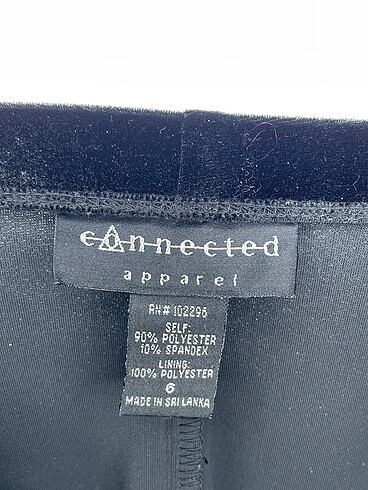 connected
apparel
RN# 102296
SELF:
90% POLYESTER
10% SPANDEX
LINING:
100% POLYESTER
6
MADE IN SRI LANKA